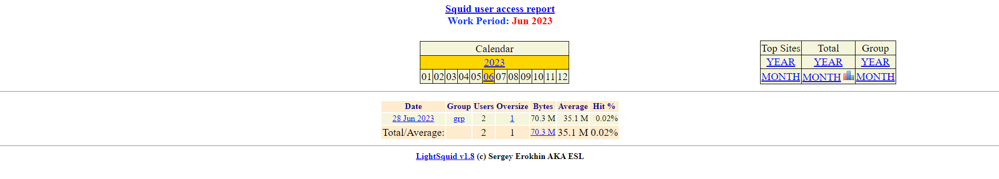 Squid user access report
Work Period: Jun 2023
Calendar
2023
01 02 03 04 05 06 07 08 09 10 11 12
Top Sites Total Group
YEAR YEAR YEAR
MONTH MONTH MONTH
Date Group Users Oversize Bytes Average Hit %
28 Jun 2023 grp 2 1 70.3 M 35.1 M 0.02%
Total/Average: 2 1 70.3 M 35.1 M 0.02%
LightSquid v1.8 (c) Sergey Erokhin AKA ESL